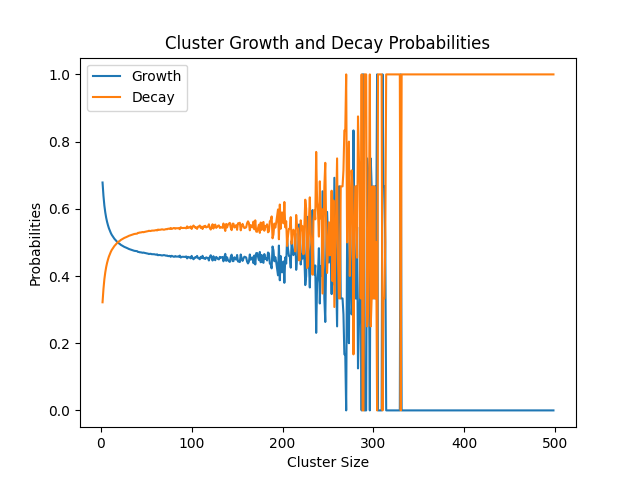 Cluster Growth and Decay Probabilities
Growth
Decay
1.0
0.8
0.6
0.4
0.2
0.0
Probabilities
0
100
200
300
400
500
Cluster Size